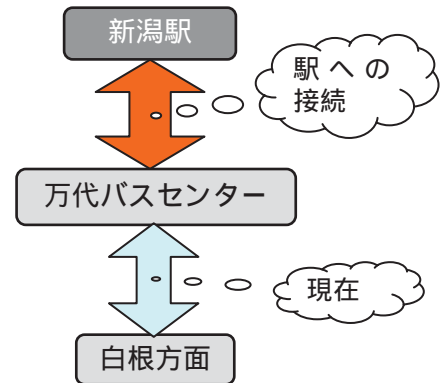 新潟駅
駅への
接続
万代バスセンター
現在
白根方面